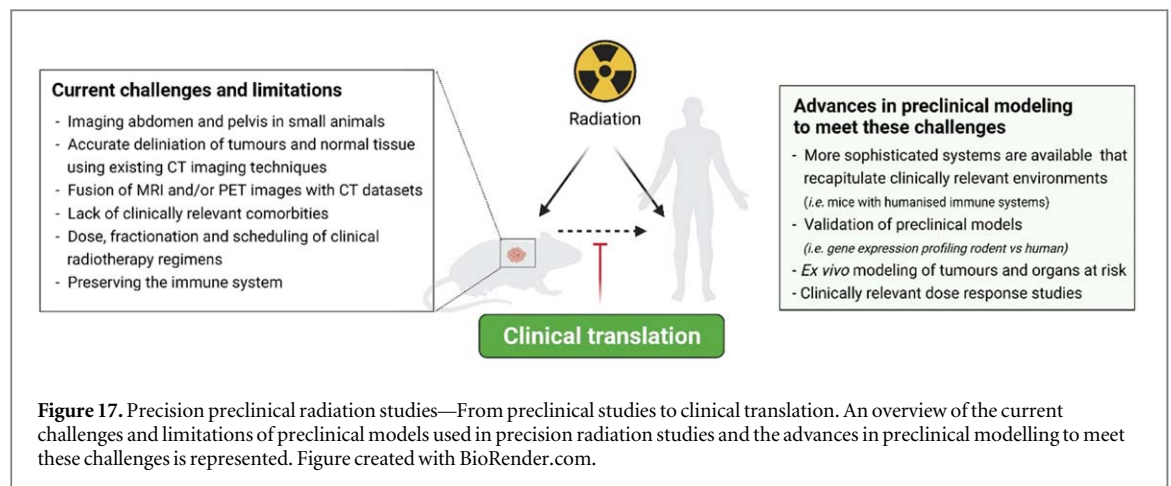 Current challenges and limitations
- Imaging abdomen and pelvis in small animals
- Accurate deliniation of tumours and normal tissue
using existing CT imaging techniques
- Fusion of MRI and/or PET images with CT datasets
- Lack of clinically relevant comorbities
- Dose, fractionation and scheduling of clinical
radiotherapy regimens
- Preserving the immune system
Radiation
Clinical translation
Advances in preclinical modeling
to meet these challenges
- More sophisticated systems are available that
recapitulate clinically relevant environments
(i.e. mice with humanised immune systems)
- Validation of preclinical models
(i.e. gene expression profiling rodent vs human)
- Ex vivo modeling of tumours and organs at risk
- Clinically relevant dose response studies
Figure 17. Precision preclinical radiation studies—From preclinical studies to clinical translation. An overview of the current
challenges and limitations of preclinical models used in precision radiation studies and the advances in preclinical modelling to meet
these challenges is represented. Figure created with BioRender.com.